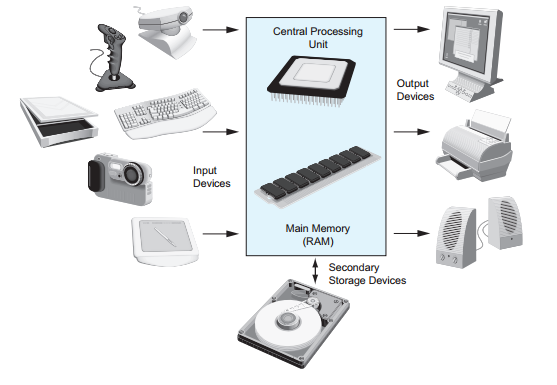 Central Processing
Unit
Output
Devices
Input
Devices
Main Memory
(RAM)
Secondary
Storage Devices